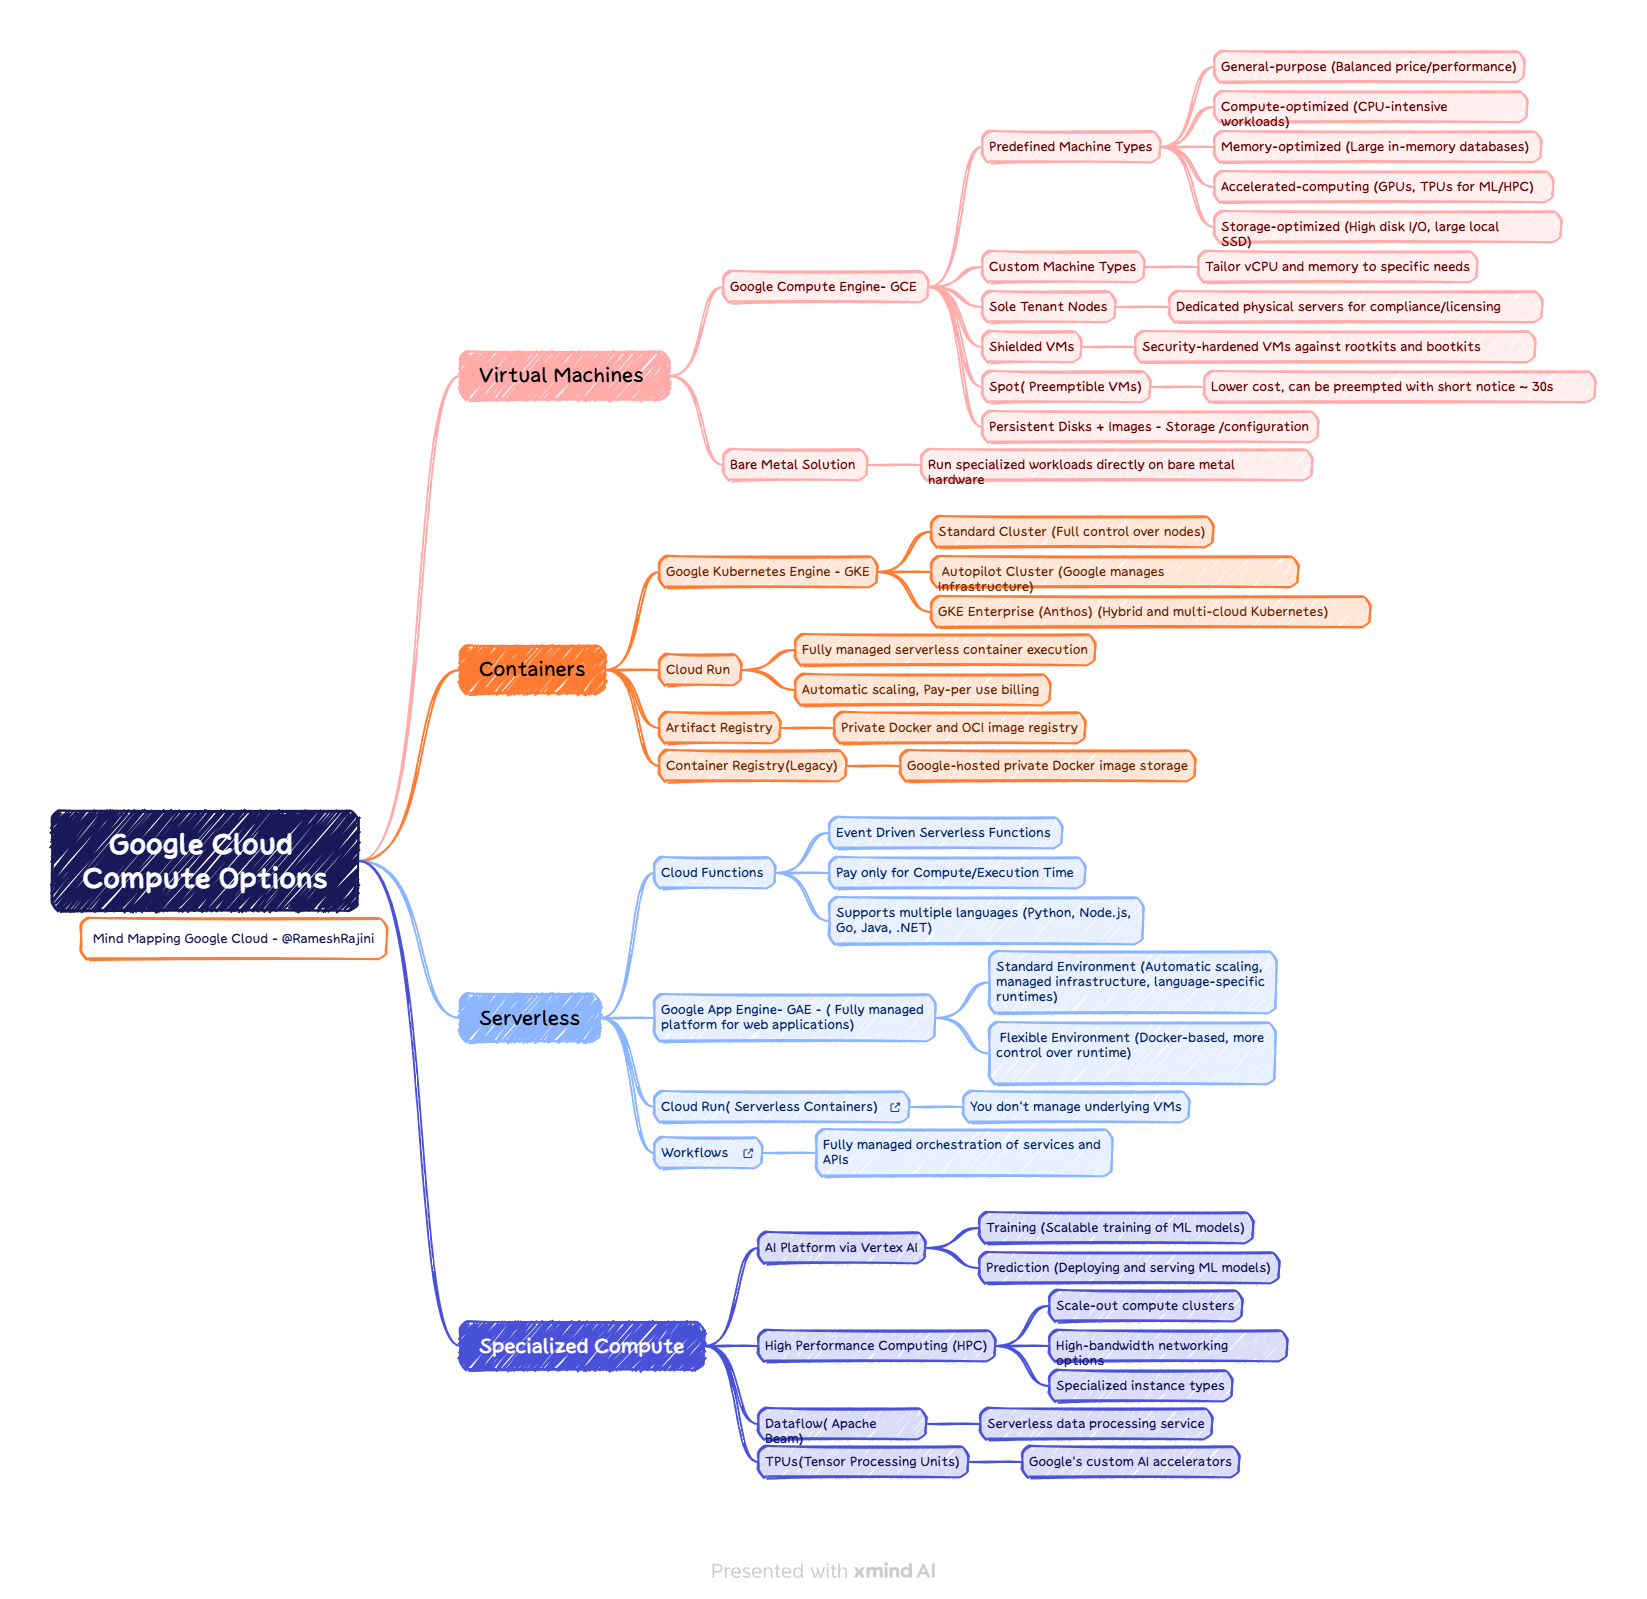 General-purpose (Balanced price/performance)
Compute-optimized (CPU-intensive
workloads)
Predefined Machine Types
Memory-optimized (Large in-memory databases)
Accelerated-computing (GPUs, TPUs for ML/HPC)
Storage-optimized (High disk I/O, large local
SSD)
Google Compute Engine- GCE
Custom Machine Types
Tailor vCPU and memory to specific needs
Sole Tenant Nodes
Dedicated physical servers for compliance/licensing
Shielded VMs
Security-hardened VMs against rootkits and bootkits
Virtual Machines
Spot( Preemptible VMs)
Lower cost, can be preempted with short notice ~ 30s
Persistent Disks + Images - Storage /configuration
Bare Metal Solution
Run specialized workloads directly on bare metal
hardware
Standard Cluster (Full control over nodes)
Google Kubernetes Engine - GKE
Autopilot Cluster (Google manages
infrastructure)
GKE Enterprise (Anthos) (Hybrid and multi-cloud Kubernetes)
Containers
Cloud Run
Fully managed serverless container execution
Automatic scaling, Pay-per use billing
Artifact Registry
Private Docker and OCI image registry
Container Registry(Legacy)
Google-hosted private Docker image storage
Google Cloud
Compute Options
Mind Mapping Google Cloud - @RameshRajini
Event Driven Serverless Functions
Cloud Functions
Pay only for Compute/Execution Time
Supports multiple languages (Python, Node.js,
Go, Java, .NET)
Serverless
Google App Engine- GAE - ( Fully managed
platform for web applications)
Standard Environment (Automatic scaling,
managed infrastructure, language-specific
runtimes)
Flexible Environment (Docker-based, more
control over runtime)
Cloud Run( Serverless Containers)
You don't manage underlying VMs
Workflows
Fully managed orchestration of services and
APIs
AI Platform via Vertex AI
Training (Scalable training of ML models)
Prediction (Deploying and serving ML models)
Specialized Compute
High Performance Computing (HPC)
Scale-out compute clusters
High-bandwidth networking
options
Specialized instance types
Dataflow( Apache
Beam)
Serverless data processing service
TPUs(Tensor Processing Units)
Google's custom AI accelerators
Presented with xmind AI